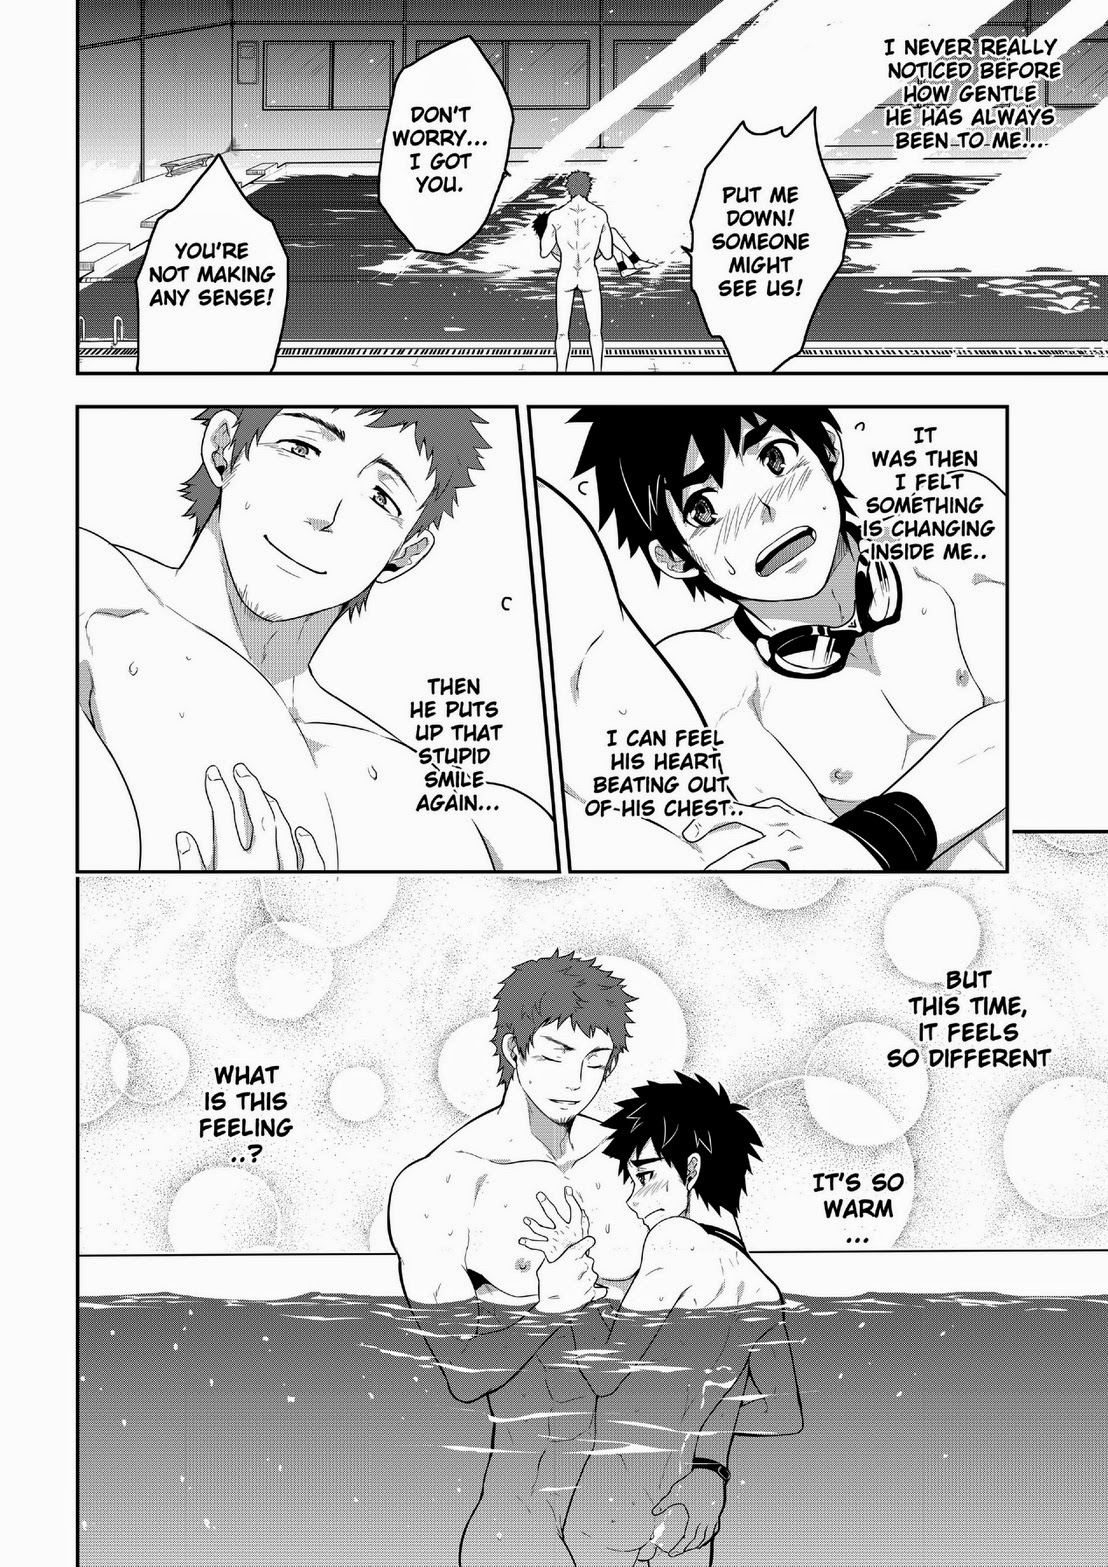 I NEVER REALLY
NOTICED BEFORE
HOW GENTLE
HE HAS ALWAYS
BEEN TO ME...
PUT ME
DOWN!
SOMEONE
MIGHT
SEE US!
DON'T
WORRY...
I GOT
YOU.
YOU'RE
NOT MAKING
ANY SENSE!
THEN
HE PUTS
UP THAT
STUPID
SMILE
AGAIN...
IT
WAS THEN
I FELT
SOMETHING
IS CHANGING
INSIDE ME..
I CAN FEEL
HIS HEART
BEATING OUT
OF HIS CHEST..
BUT
THIS TIME,
IT FEELS
SO DIFFERENT
WHAT
IS THIS
FEELING
..?
IT'S SO
WARM
...